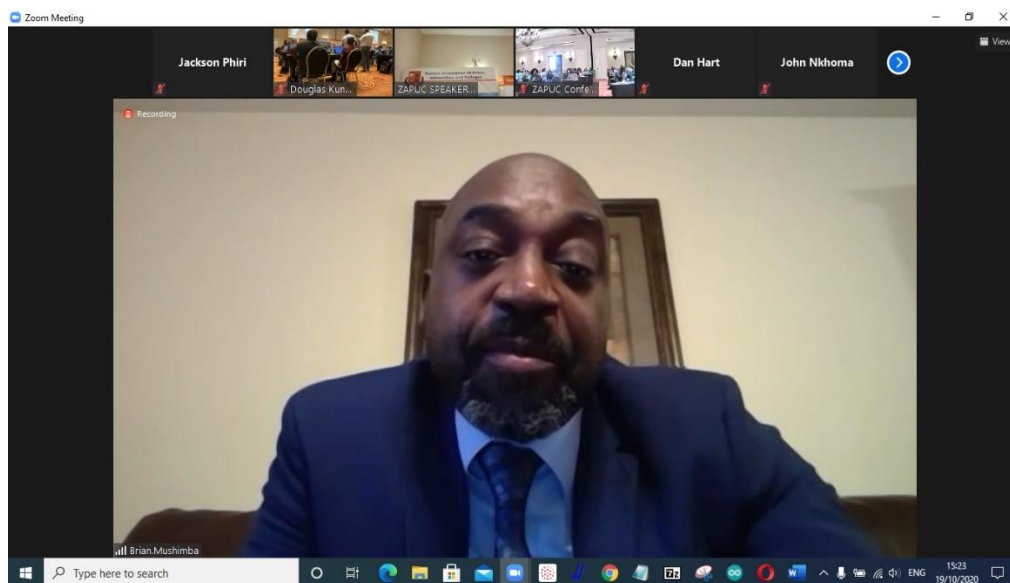 Zoom Meeting
View
Jackson Phiri
Douglas Kun...
ZAPUC SPEAKER...
ZAPUC Confe...
Dan Hart
John Nkhoma
Recording
Brian.Mushimba
Type here to search
ENG
15:23
19/10/2020